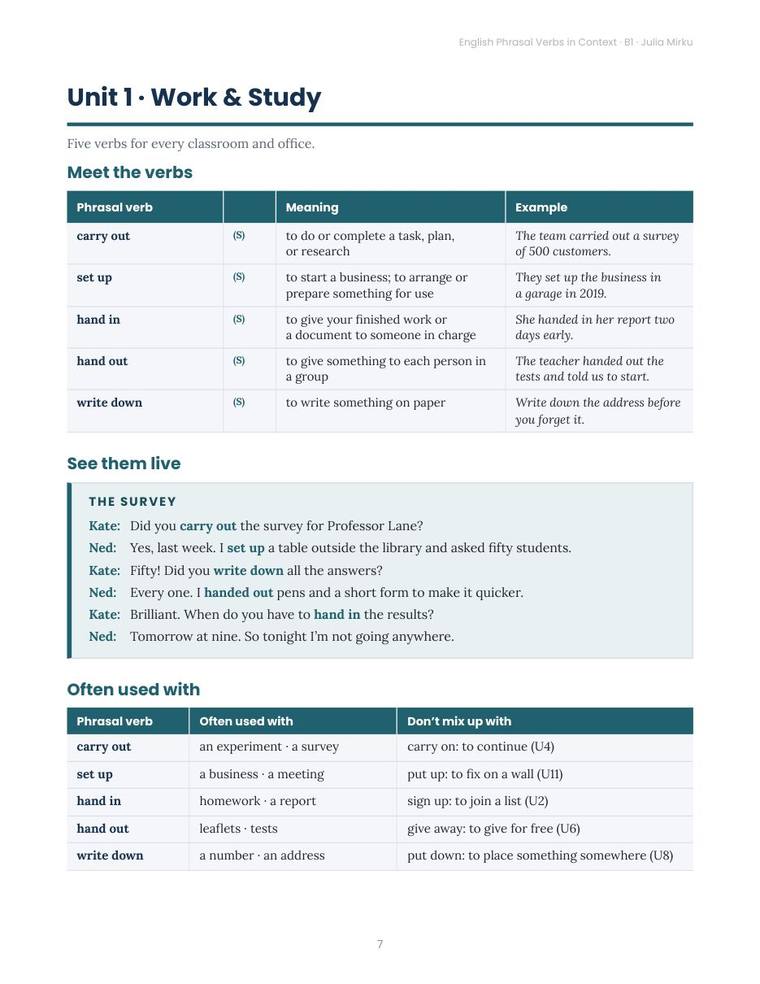 English Phrasal Verbs in Context · B1 · Julia Mirku
Unit 1 · Work & Study
Five verbs for every classroom and office.
Meet the verbs
Phrasal verb Meaning Example
carry out (S) to do or complete a task, plan, The team carried out a survey
or research of 500 customers.
set up (S) to start a business; to arrange or They set up the business in
prepare something for use a garage in 2019.
hand in (S) to give your finished work or She handed in her report two
a document to someone in charge days early.
hand out (S) to give something to each person in The teacher handed out the
a group tests and told us to start.
write down (S) to write something on paper Write down the address before
you forget it.
See them live
THE SURVEY
Kate: Did you carry out the survey for Professor Lane?
Ned: Yes, last week. I set up a table outside the library and asked fifty students.
Kate: Fifty! Did you write down all the answers?
Ned: Every one. I handed out pens and a short form to make it quicker.
Kate: Brilliant. When do you have to hand in the results?
Ned: Tomorrow at nine. So tonight I’m not going anywhere.
Often used with
Phrasal verb Often used with Don’t mix up with
carry out an experiment · a survey carry on: to continue (U4)
set up a business · a meeting put up: to fix on a wall (U11)
hand in homework · a report sign up: to join a list (U2)
hand out leaflets · tests give away: to give for free (U6)
write down a number · an address put down: to place something somewhere (U8)
7